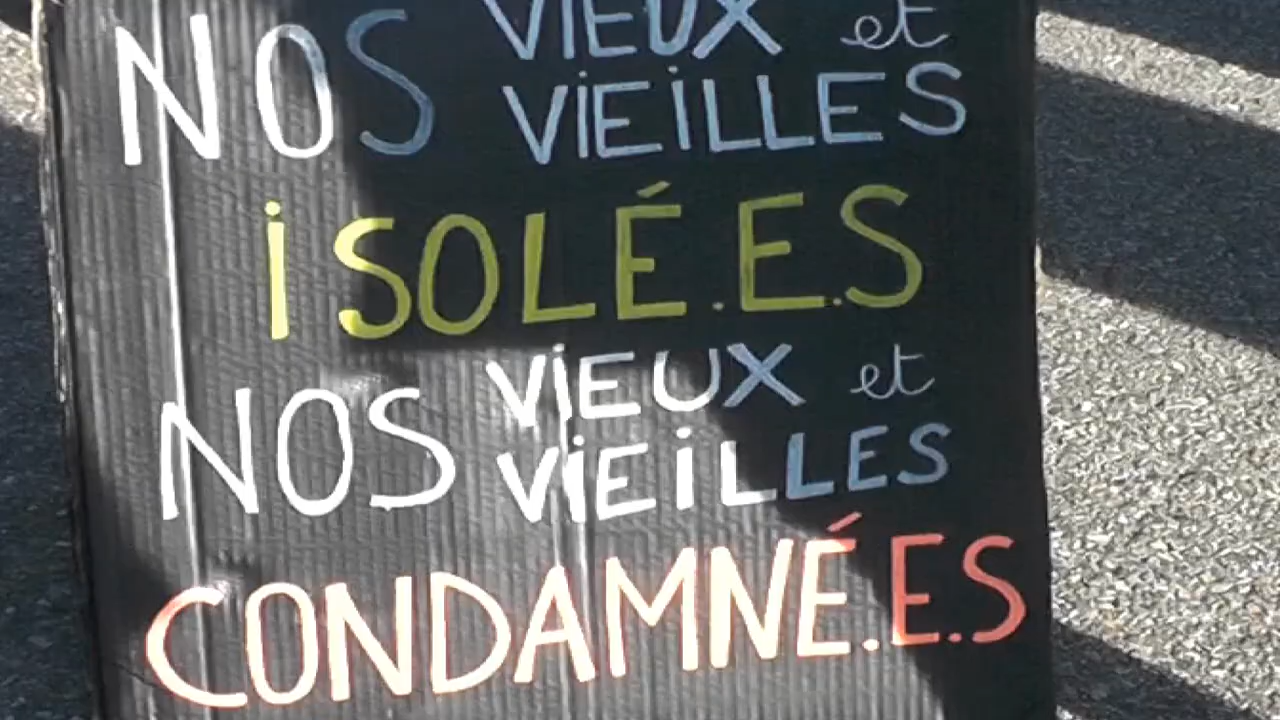 NOS VIEUX et
VIEILLES
ISOLÉ.E.S
NOS VIEUX et
VIEILLES
CONDAMNÉ.E.S